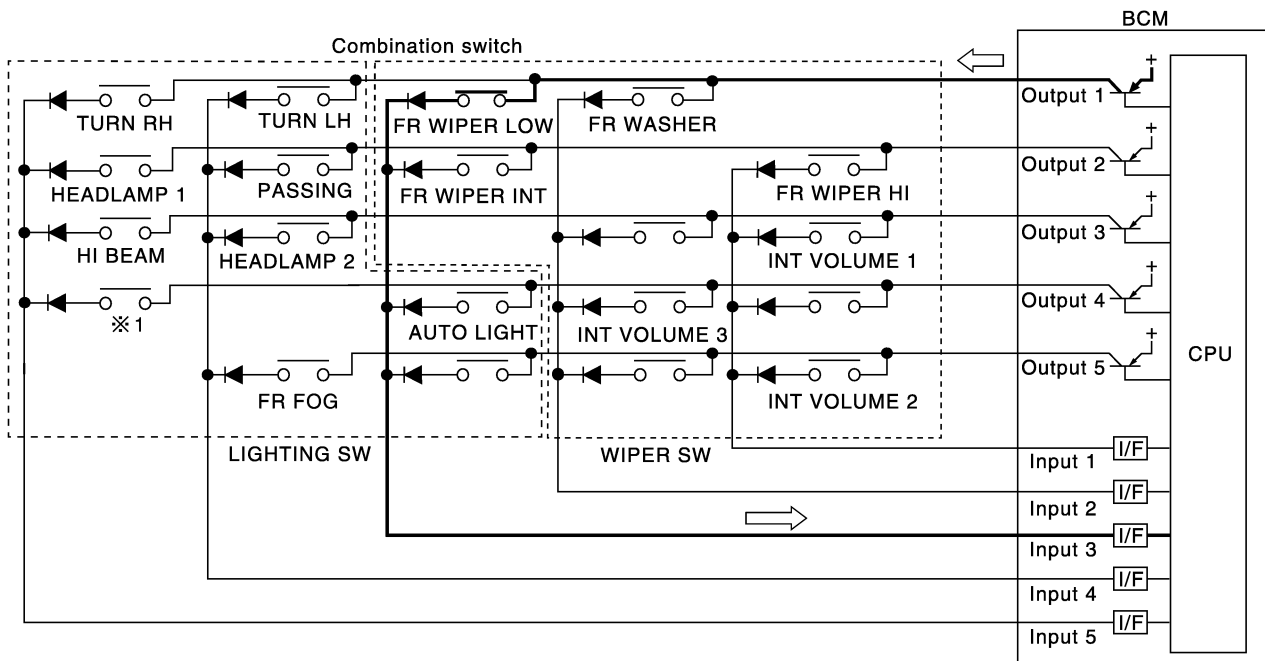 BCM
Combination switch
+
Output 1
TURN RH
TURN LH
FR WIPER LOW
FR WASHER
+
Output 2
HEADLAMP 1
PASSING
FR WIPER INT
FR WIPER HI
+
Output 3
HI BEAM
HEADLAMP 2
INT VOLUME 1
+
Output 4
※1
AUTO LIGHT
INT VOLUME 3
+
CPU
Output 5
FR FOG
INT VOLUME 2
LIGHTING SW
WIPER SW
Input 1
I/F
Input 2
I/F
Input 3
I/F
Input 4
I/F
Input 5
I/F